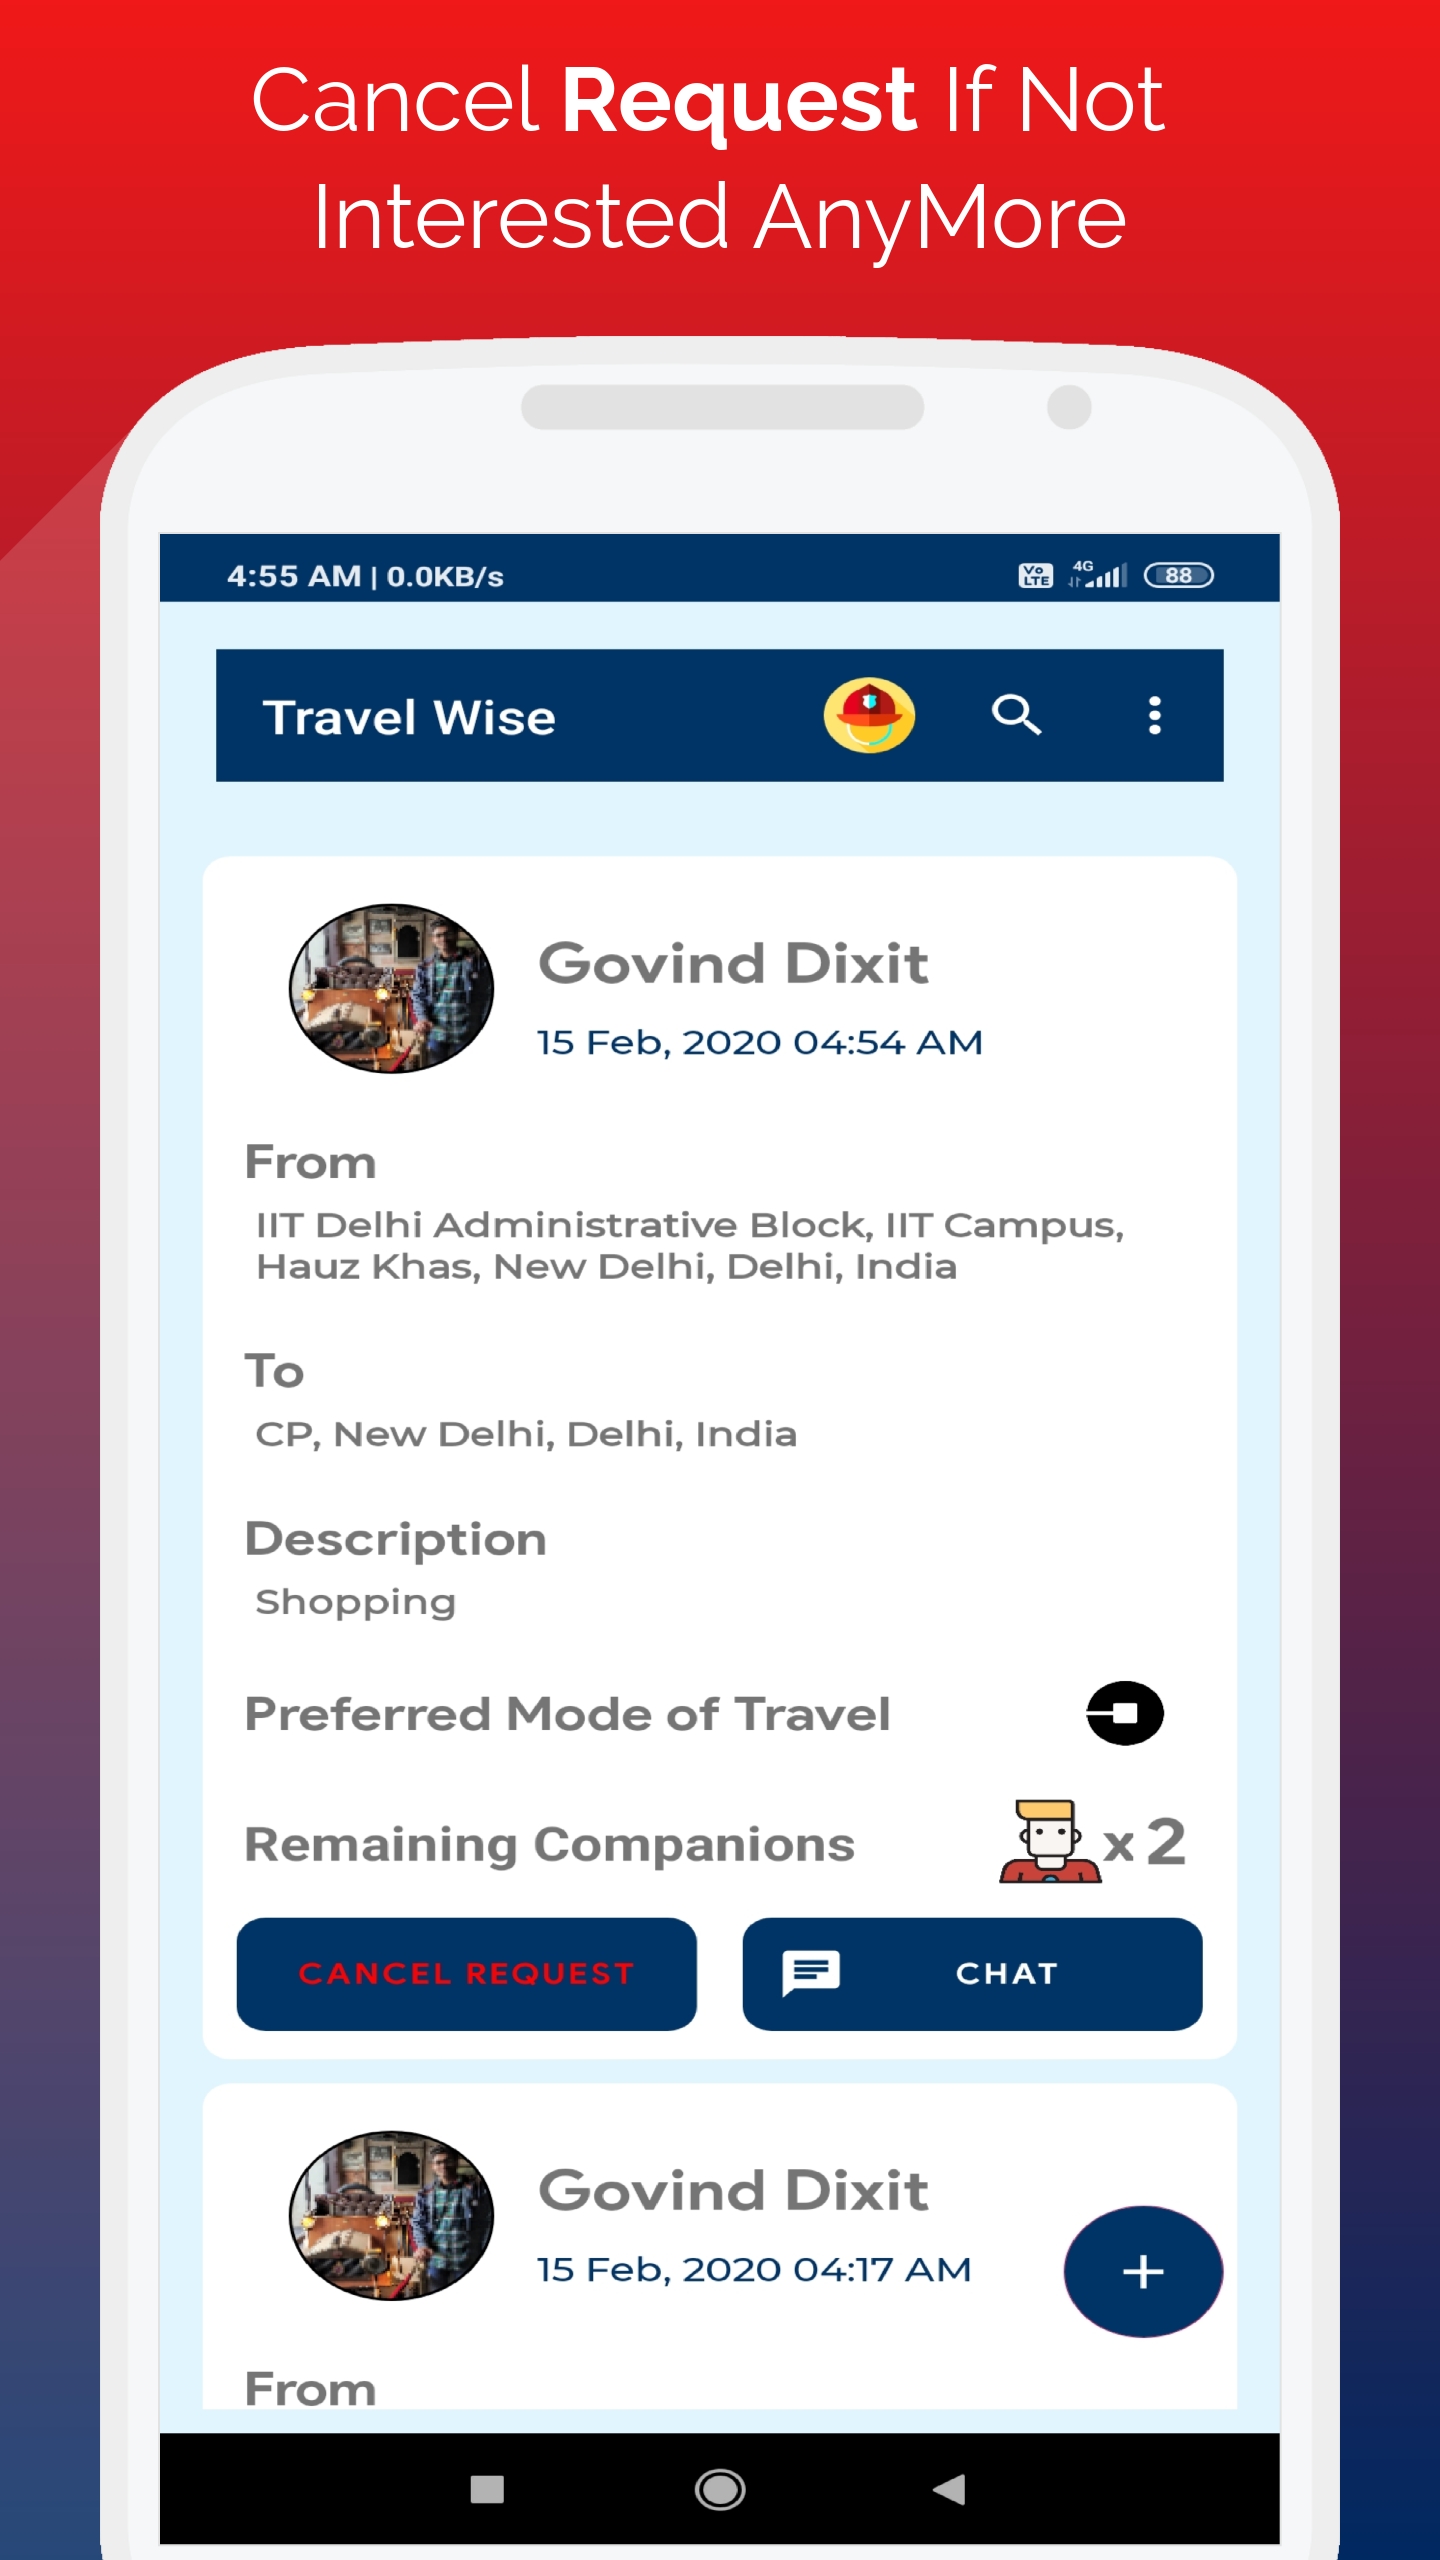 Cancel Request If Not
Interested AnyMore
4:55 AM | 0.0KB/s
Vo
LTE
4G
88
Travel Wise
Govind Dixit
15 Feb, 2020 04:54 AM
From
IIT Delhi Administrative Block, IIT Campus,
Hauz Khas, New Delhi, Delhi, India
To
CP, New Delhi, Delhi, India
Description
Shopping
Preferred Mode of Travel
Remaining Companions
x 2
CANCEL REQUEST
CHAT
Govind Dixit
15 Feb, 2020 04:17 AM
From